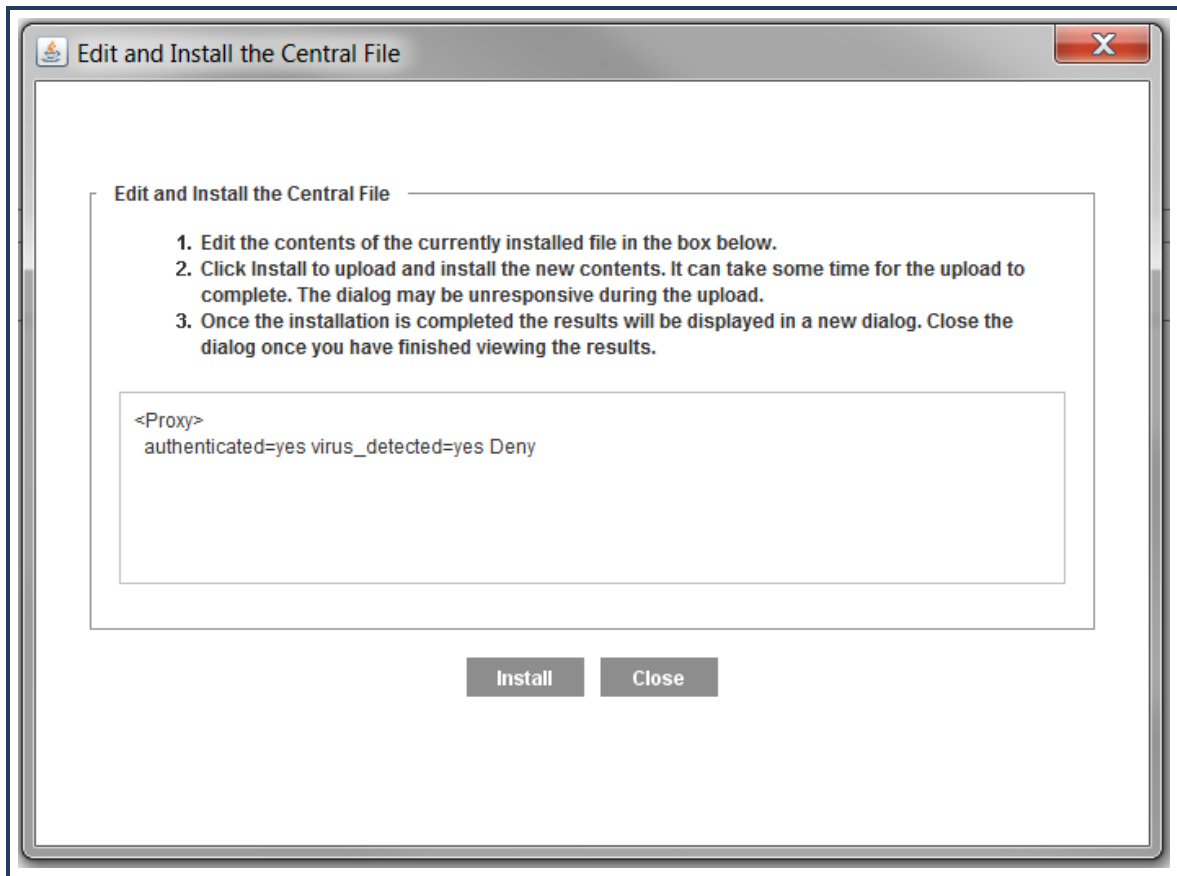 Edit and Install the Central File
X
Edit and Install the Central File
1. Edit the contents of the currently installed file in the box below.
2. Click Install to upload and install the new contents. It can take some time for the upload to
complete. The dialog may be unresponsive during the upload.
3. Once the installation is completed the results will be displayed in a new dialog. Close the
dialog once you have finished viewing the results.
<Proxy>
authenticated=yes virus_detected=yes Deny
Install Close